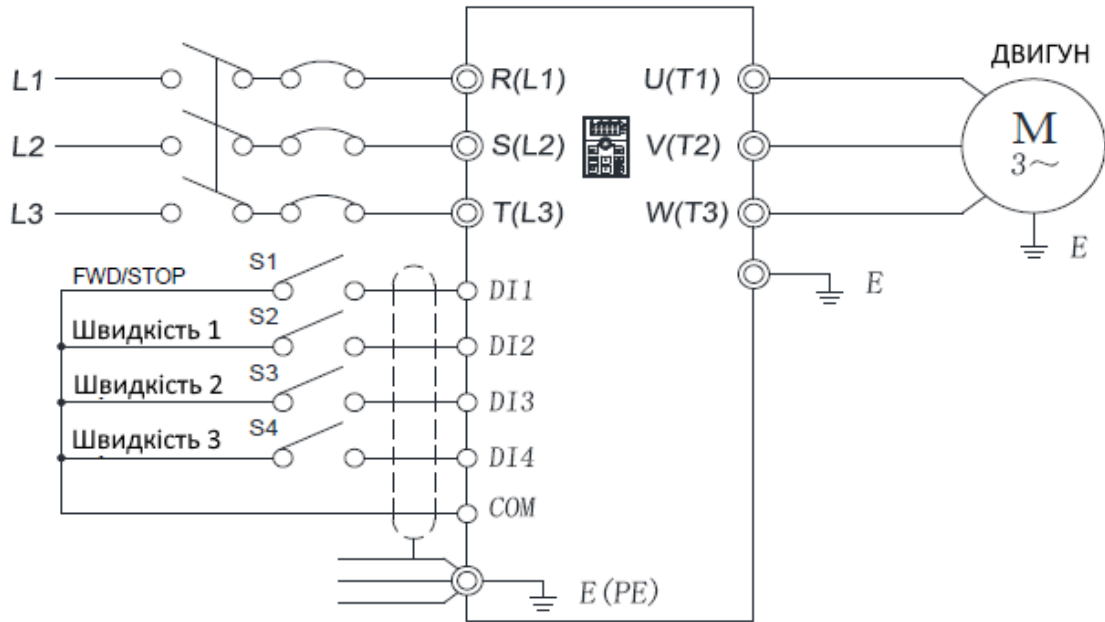 ДВИГУН
L1 R(L1) U(T1)
M
3~
L2 S(L2) V(T2)
L3 T(L3) W(T3)
E
E
FWD/STOP S1 DI1
Швидкість 1 S2 DI2
Швидкість 2 S3 DI3
Швидкість 3 S4 DI4
COM
E(PE)